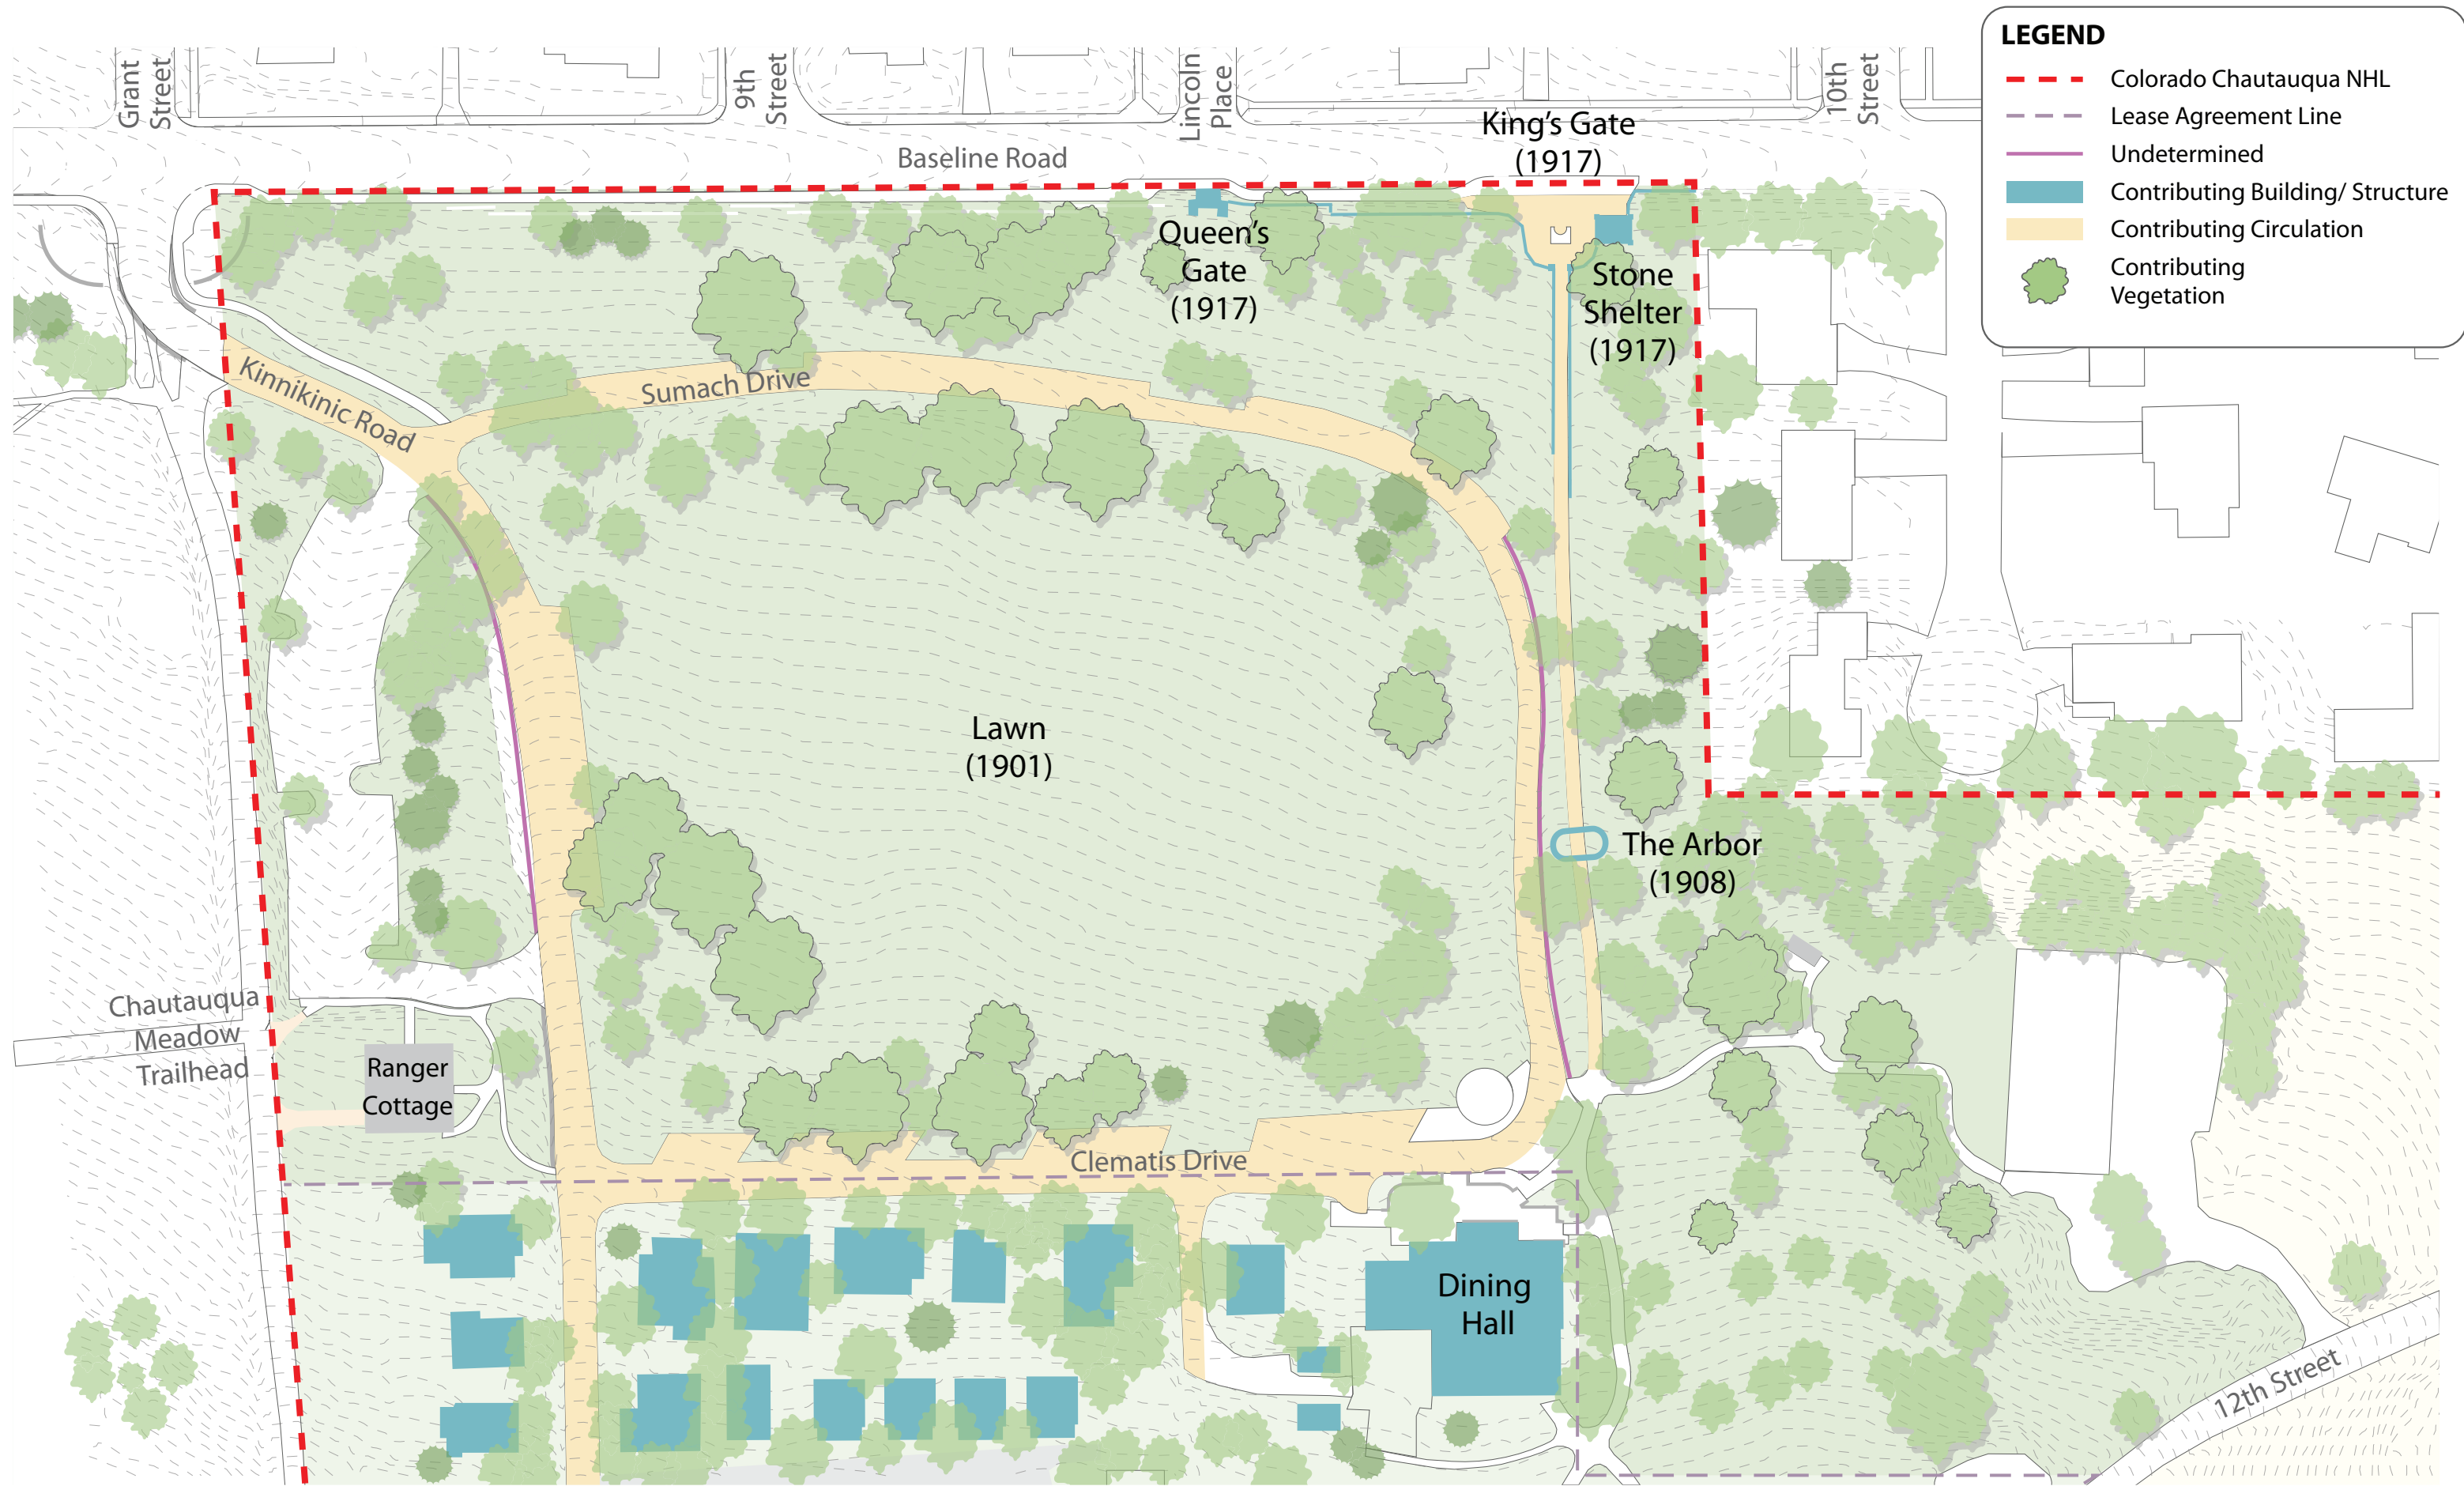 LEGEND
Colorado Chautauqua NHL
Lease Agreement Line
Undetermined
Contributing Building/ Structure
Contributing Circulation
Contributing
Vegetation
Grant
Street
9th
Street
Lincoln
Place
10th
Street
Baseline Road
King's Gate
(1917)
Queen's
Gate
(1917)
Stone
Shelter
(1917)
Kinnikinic Road
Sumach Drive
Lawn
(1901)
The Arbor
(1908)
Chautauqua
Meadow
Trailhead
Ranger
Cottage
Clematis Drive
Dining
Hall
12th Street